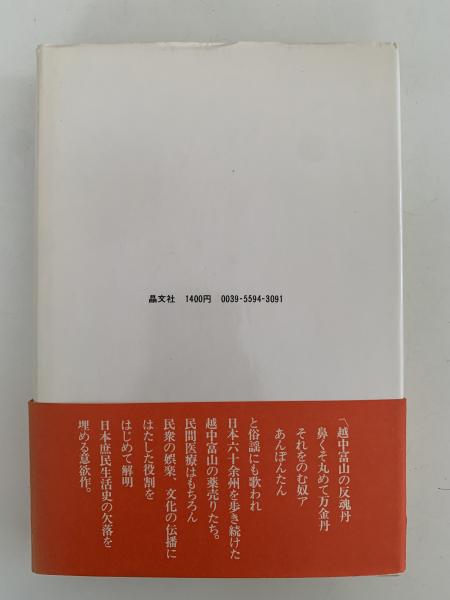 晶文社 1400円 0039-5594-3091
〽越中富山の反魂丹
鼻くそ丸めて万金丹
それをのむ奴ァ
あんぽんたん
と俗謡にも歌われ
日本六十余州を歩き続けた
越中富山の薬売りたち。
民間医療はもちろん
民衆の娯楽、文化の伝播に
はたした役割を
はじめて解明
日本庶民生活史の欠落を
埋める意欲作。